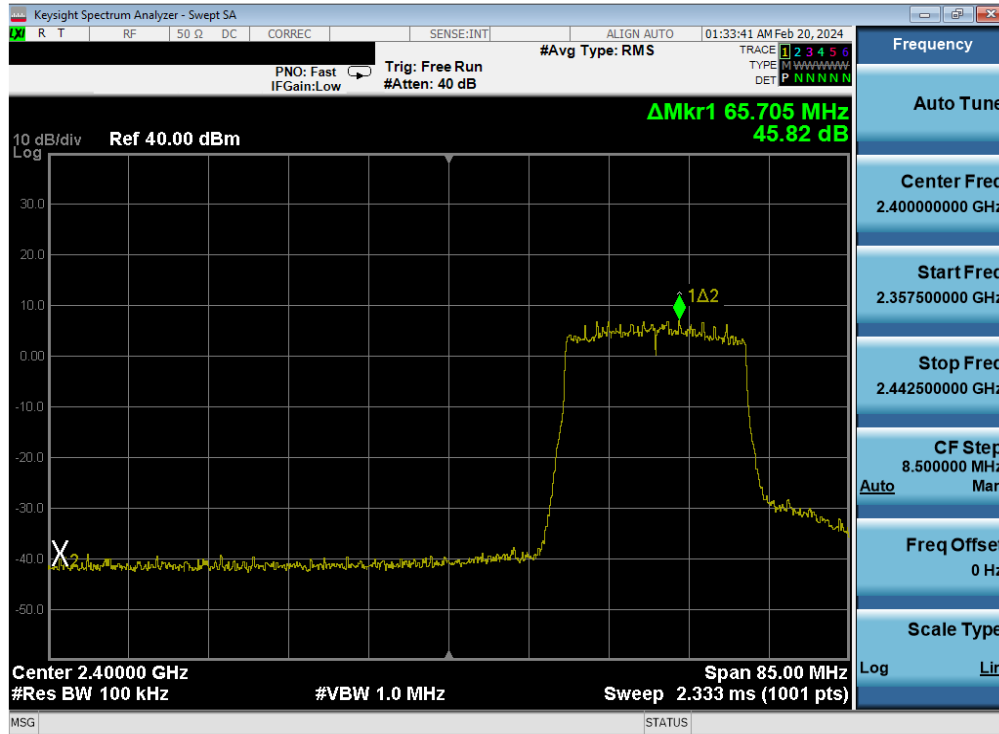 Keysight Spectrum Analyzer - Swept SA
LXI R T RF 50 Ω DC CORREC SENSE:INT ALIGN AUTO 01:33:41 AM Feb 20, 2024
#Avg Type: RMS
TRACE 1 2 3 4 5 6
PNO: Fast Trig: Free Run TYPE M WWWWW
IFGain:Low #Atten: 40 dB DET P N N N N N
ΔMkr1 65.705 MHz
45.82 dB
10 dB/div Ref 40.00 dBm
Log
30.0
20.0
10.0
0.00
-10.0
-20.0
-30.0
-40.0
-50.0
1Δ2
X2
Center 2.40000 GHz Span 85.00 MHz
#Res BW 100 kHz #VBW 1.0 MHz Sweep 2.333 ms (1001 pts)
MSG STATUS
Frequency
Auto Tune
Center Freq
2.400000000 GHz
Start Freq
2.357500000 GHz
Stop Freq
2.442500000 GHz
CF Step
8.500000 MHz
Auto Man
Freq Offset
0 Hz
Scale Type
Log Lin